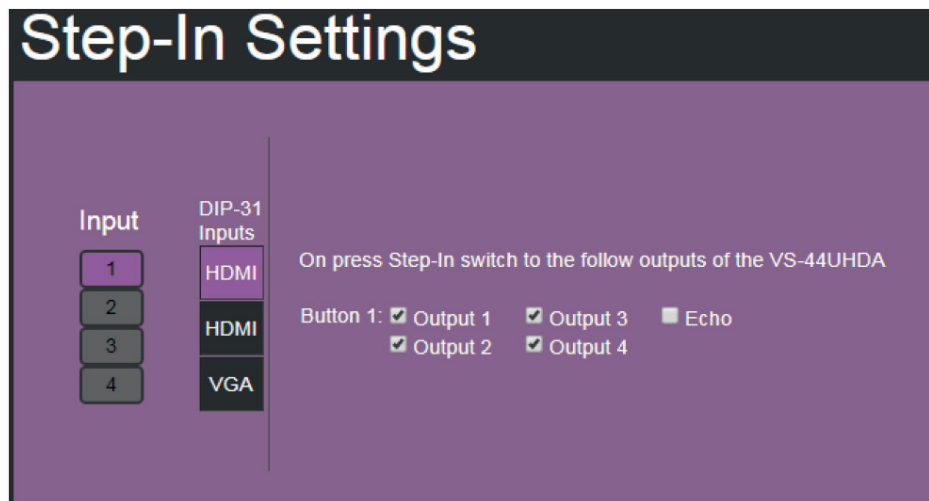 Step-In Settings
Input
1
2
3
4
DIP-31
Inputs
HDMI
HDMI
VGA
On press Step-In switch to the follow outputs of the VS-44UHDA
Button 1: Output 1 Output 3 Echo
Output 2 Output 4